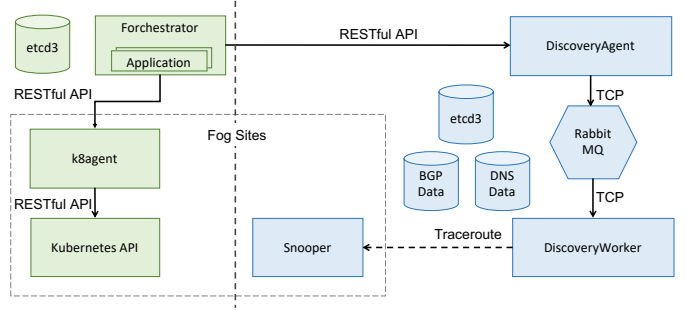 Forchestrator
etcd3
Application
RESTful API
DiscoveryAgent
RESTful API
TCP
etcd3
Fog Sites
Rabbit
MQ
k8agent
BGP
Data
DNS
Data
RESTful API
TCP
Kubernetes API
Snooper
Traceroute
DiscoveryWorker